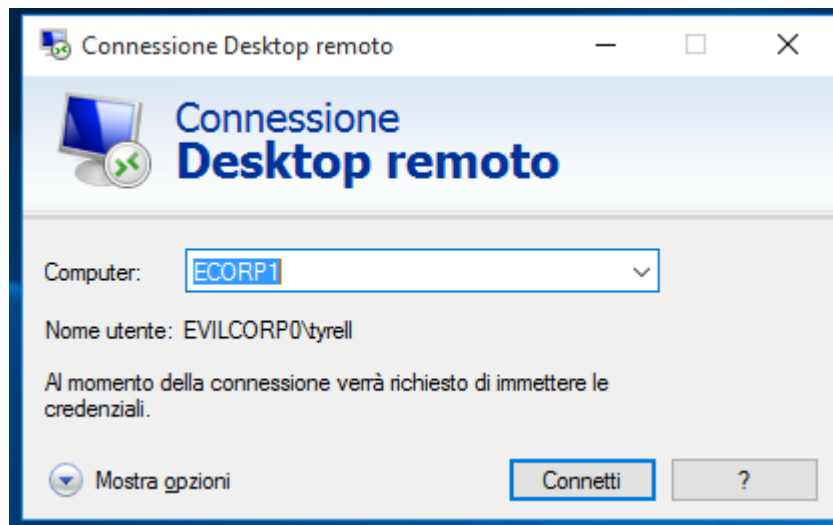 Connessione Desktop remoto
Connessione
Desktop remoto
Computer: ECORP1
Nome utente: EVILCORP0\tyrell
Al momento della connessione verrà richiesto di immettere le
credenziali.
Mostra opzioni Connetti ?